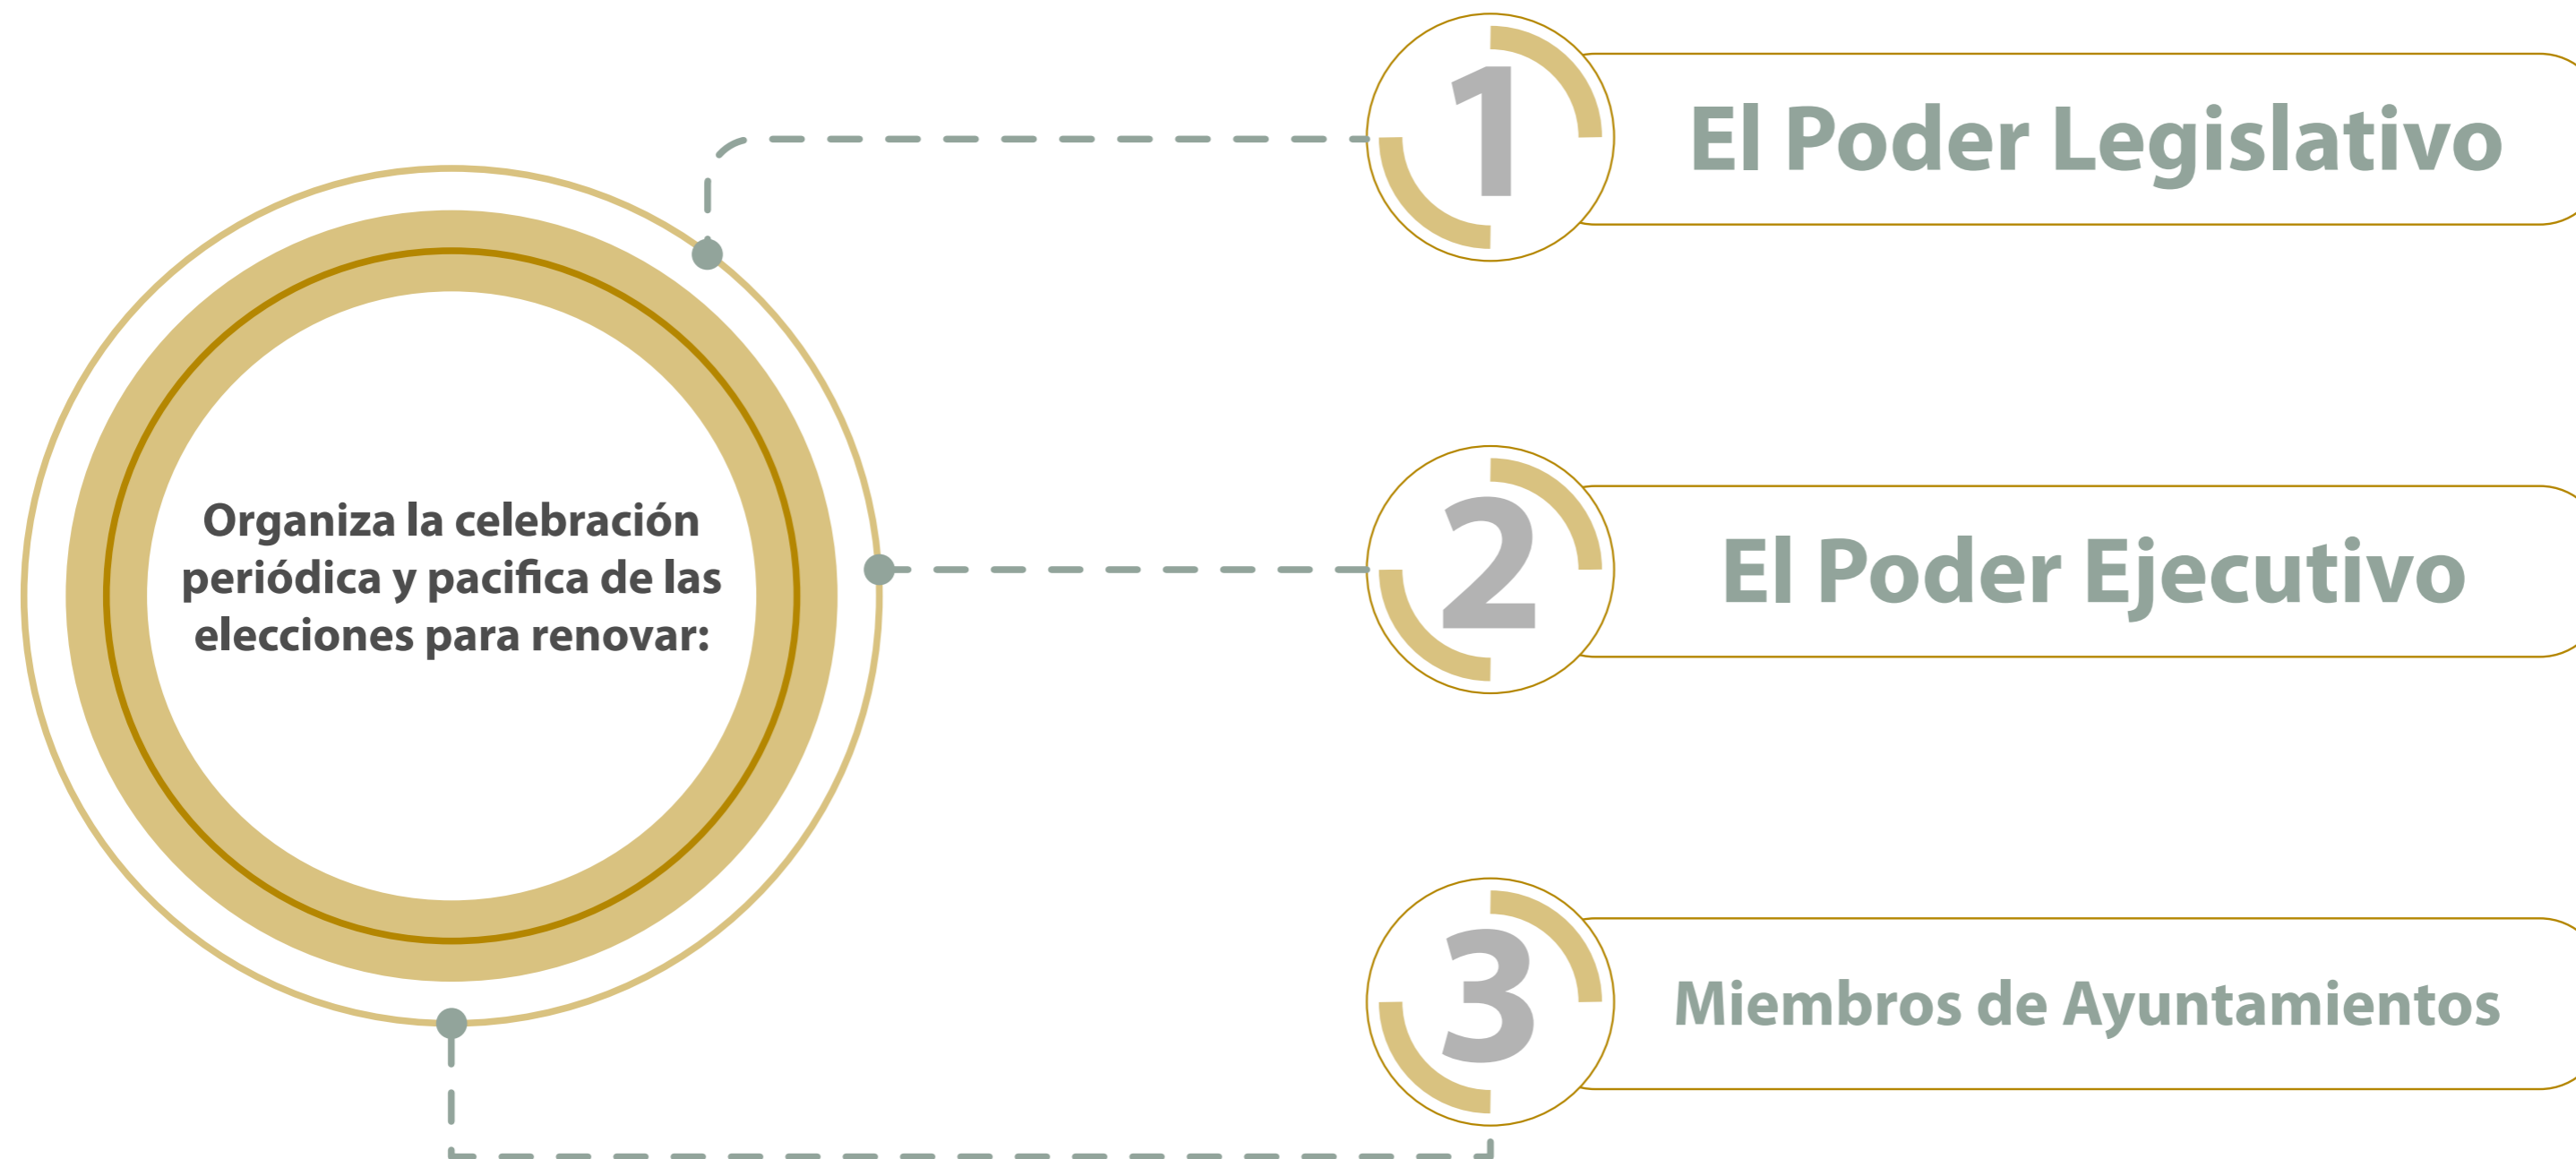 Organiza la celebración
periódica y pacifica de las
elecciones para renovar:
1
El Poder Legislativo
2
El Poder Ejecutivo
3
Miembros de Ayuntamientos